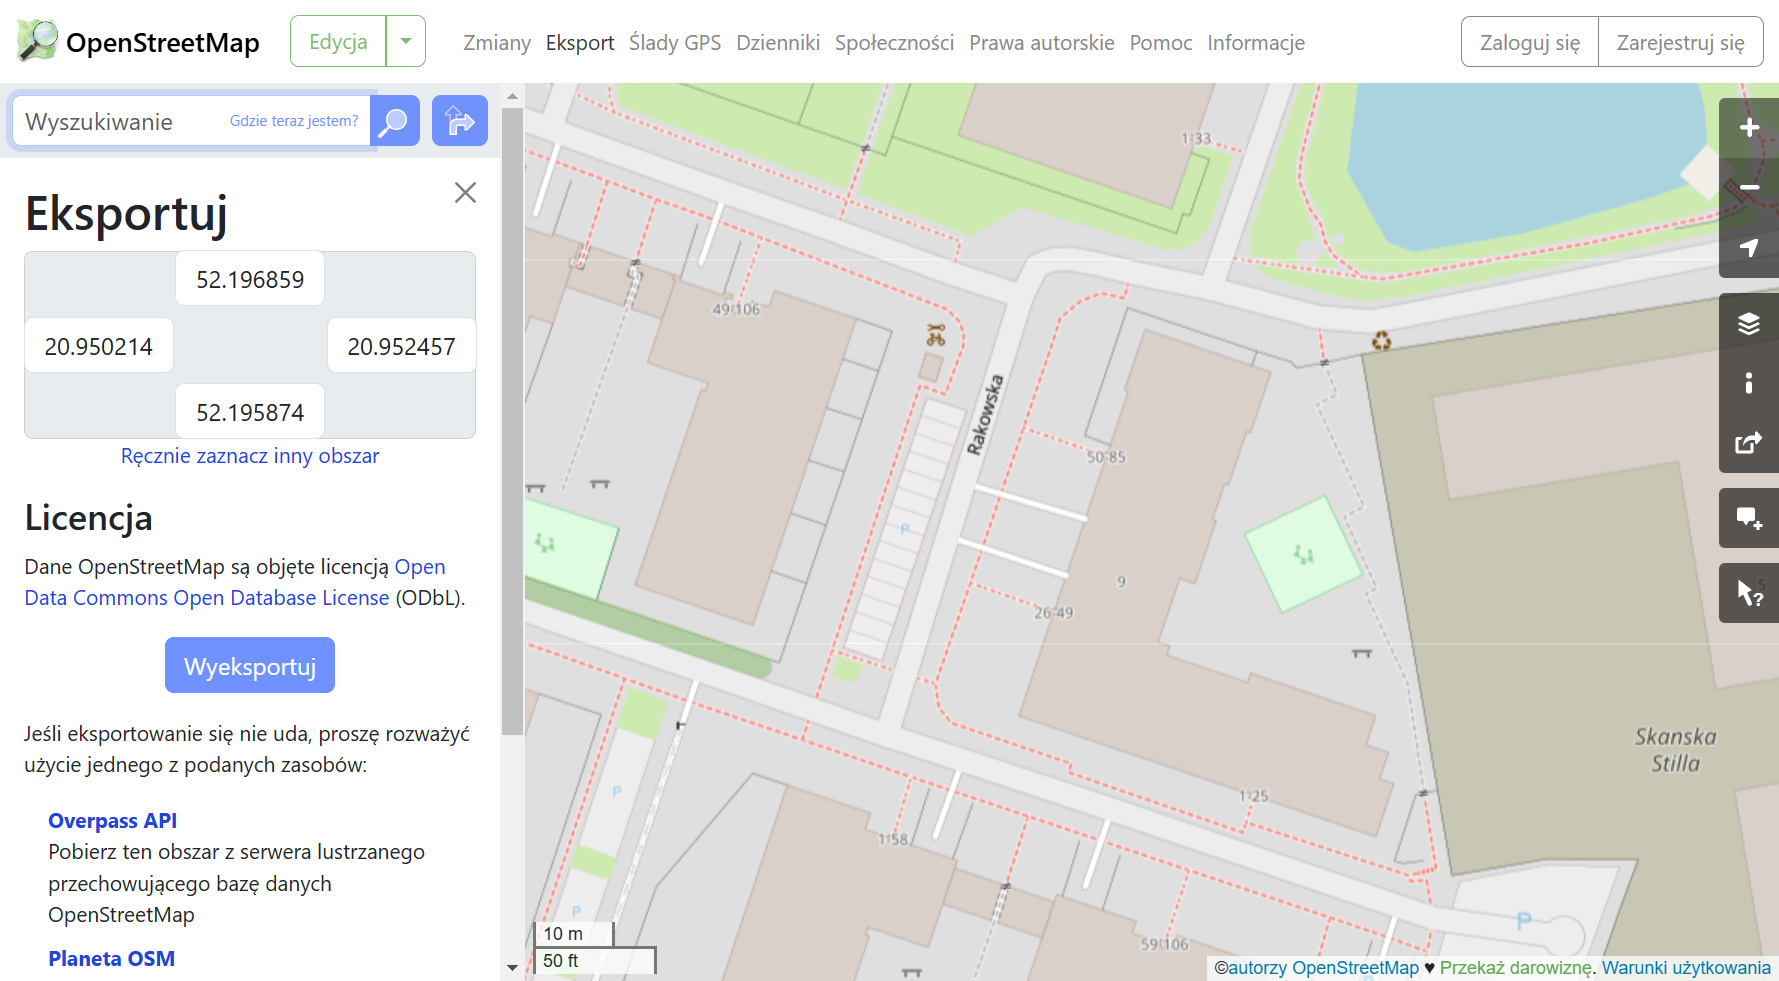 OpenStreetMap
Edycja
Zmiany Eksport Ślady GPS Dzienniki Społeczności Prawa autorskie Pomoc Informacje
Zaloguj się
Zarejestruj się
Wyszukiwanie
Gdzie teraz jestem?
Eksportuj
52.196859
20.950214
20.952457
52.195874
Ręcznie zaznacz inny obszar
Licencja
Dane OpenStreetMap są objęte licencją Open
Data Commons Open Database License (ODbL).
Wyeksportuj
Jeśli eksportowanie się nie uda, proszę rozważyć
użycie jednego z podanych zasobów:
Overpass API
Pobierz ten obszar z serwera lustrzanego
przechowującego bazę danych
OpenStreetMap
Planeta OSM
1-33
49-106
Rakowska
50-85
P
9
26-49
Skanska
Stilla
1-25
P
1-58
P
P
59-106
10 m
50 ft
©autorzy OpenStreetMap ♥ Przekaż darowiznę. Warunki użytkowania